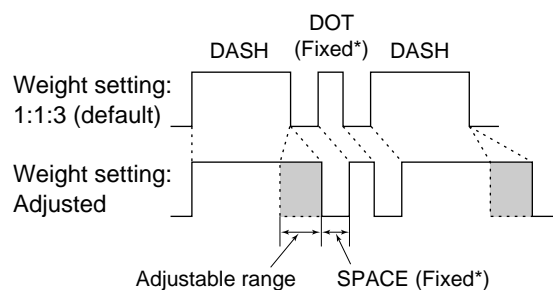 DOT
(Fixed*)
DASH DASH
Weight setting:
1:1:3 (default)
Weight setting:
Adjusted
Adjustable range SPACE (Fixed*)